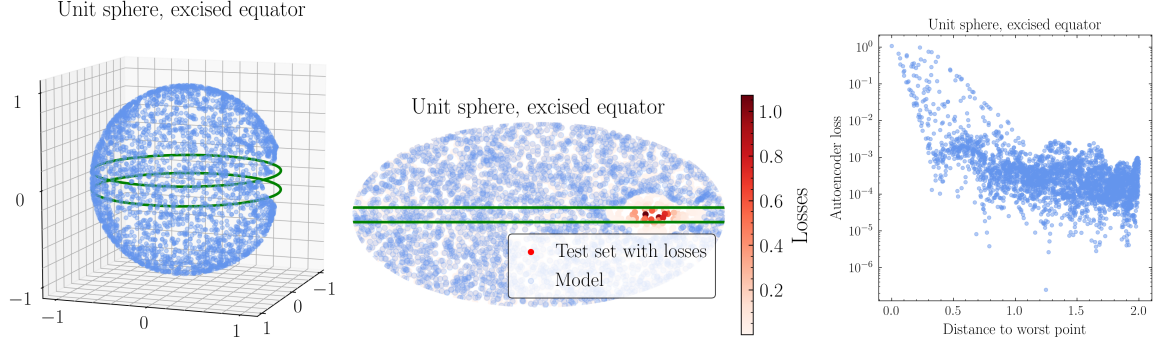 Unit sphere, excised equator
1
0
−1
−1
0
1
1
0
−1
Unit sphere, excised equator
Test set with losses
Model
1.0
0.8
0.6
0.4
0.2
Losses
Unit sphere, excised equator
10⁰
10⁻¹
10⁻²
10⁻³
10⁻⁴
10⁻⁵
10⁻⁶
Autoencoder loss
0.0 0.5 1.0 1.5 2.0
Distance to worst point